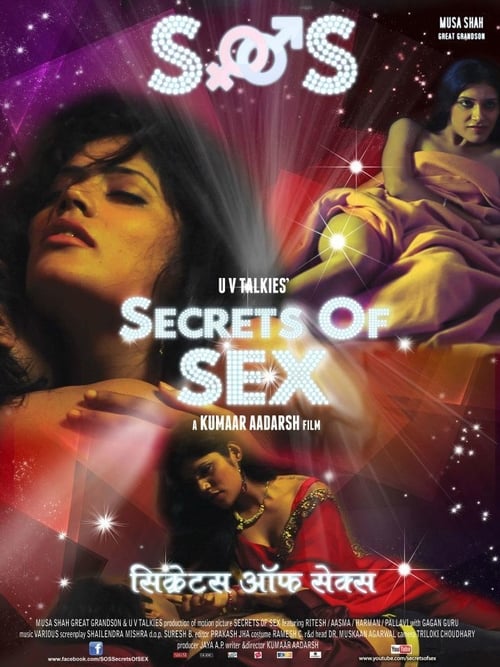 MUSA SHAH
GREAT GRANDSON
S S
U V TALKIES'
SECRETS OF
SEX
A KUMAAR AADARSH FILM
सिक्रेटस ऑफ सेक्स
MUSA SHAH GREAT GRANDSON & U V TALKIES production of motion picture SECRETS OF SEX featuring RITESH / AASMA / HARMAN / PALLAVI with GAGAN GURU
music VARIOUS screenplay SHAILENDRA MISHRA d.o.p. SURESH B. editor PRAKASH JHA costume RAMESH C. r&d head DR. MUSKAAN AGARWAL camera TRILOKI CHOUDHARY
producer JAYA A.P. writer &director KUMAAR AADARSH
www.facebook.com/SOSSecretsOfSEX
www.youtube.com/secretsofsex